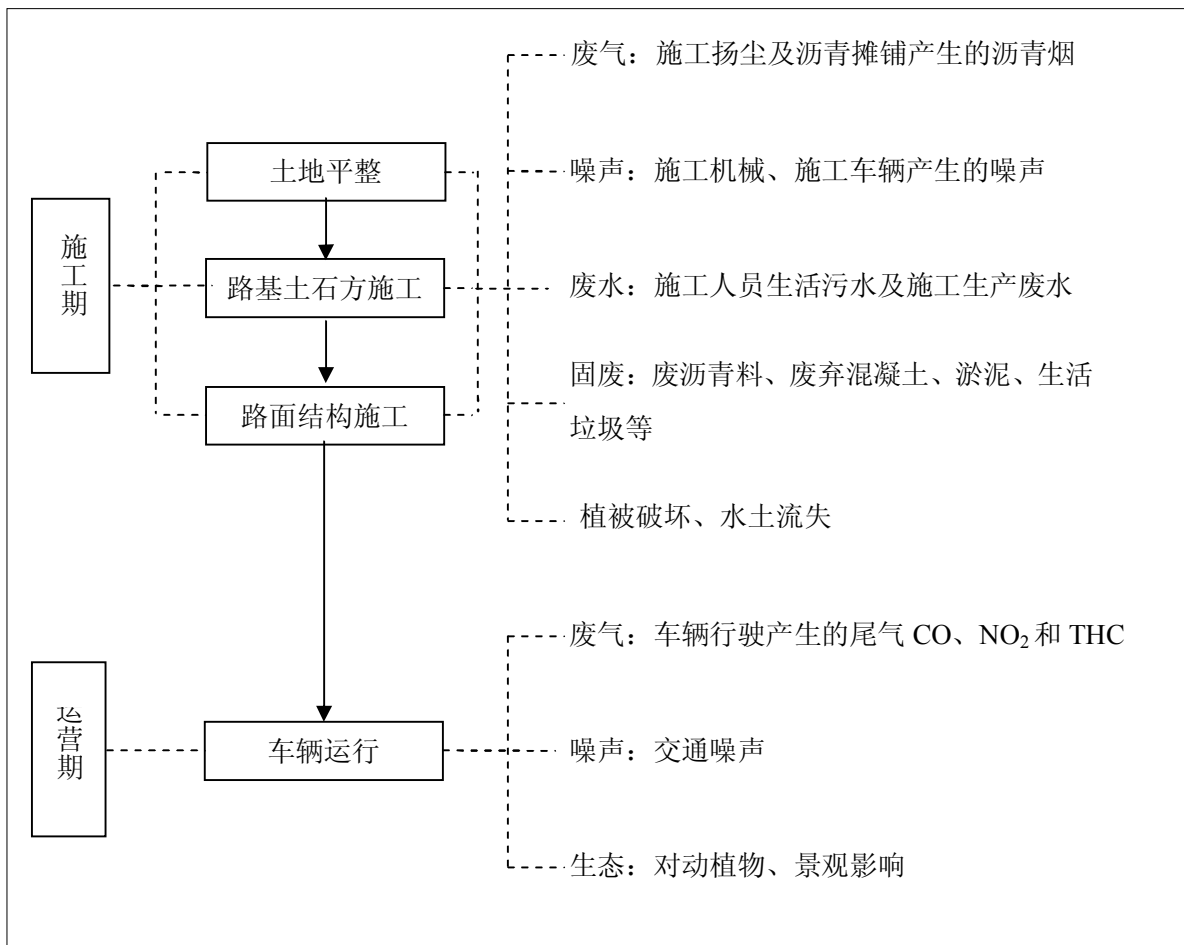 废气：施工扬尘及沥青摊铺产生的沥青烟
土地平整
噪声：施工机械、施工车辆产生的噪声
施工期
路基土石方施工
废水：施工人员生活污水及施工生产废水
固废：废沥青料、废弃混凝土、淤泥、生活
垃圾等
路面结构施工
植被破坏、水土流失
废气：车辆行驶产生的尾气 CO、NO₂和 THC
运营期
车辆运行
噪声：交通噪声
生态：对动植物、景观影响